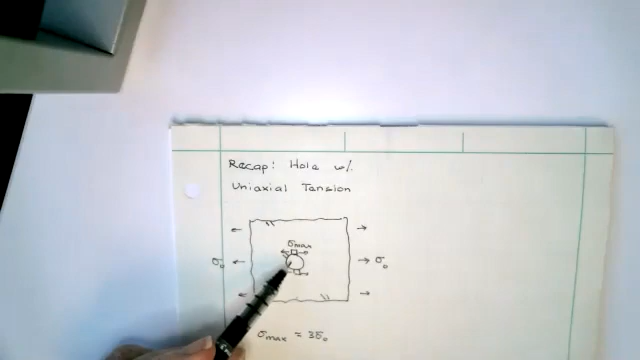 Recap: Hole w/.
Uniaxial Tension
σmax
σ₀ σ₀
σmax = 3σ₀